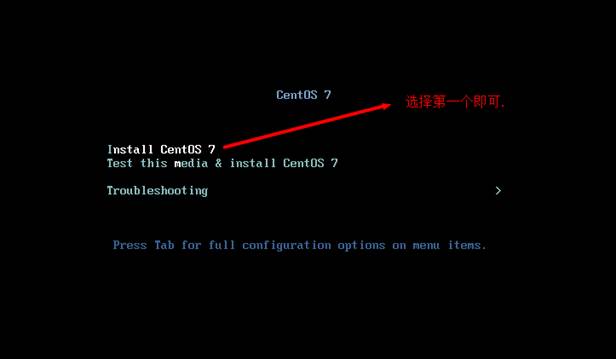 CentOS 7
选择第一个即可.
Install CentOS 7
Test this media & install CentOS 7
Troubleshooting >
Press Tab for full configuration options on menu items.